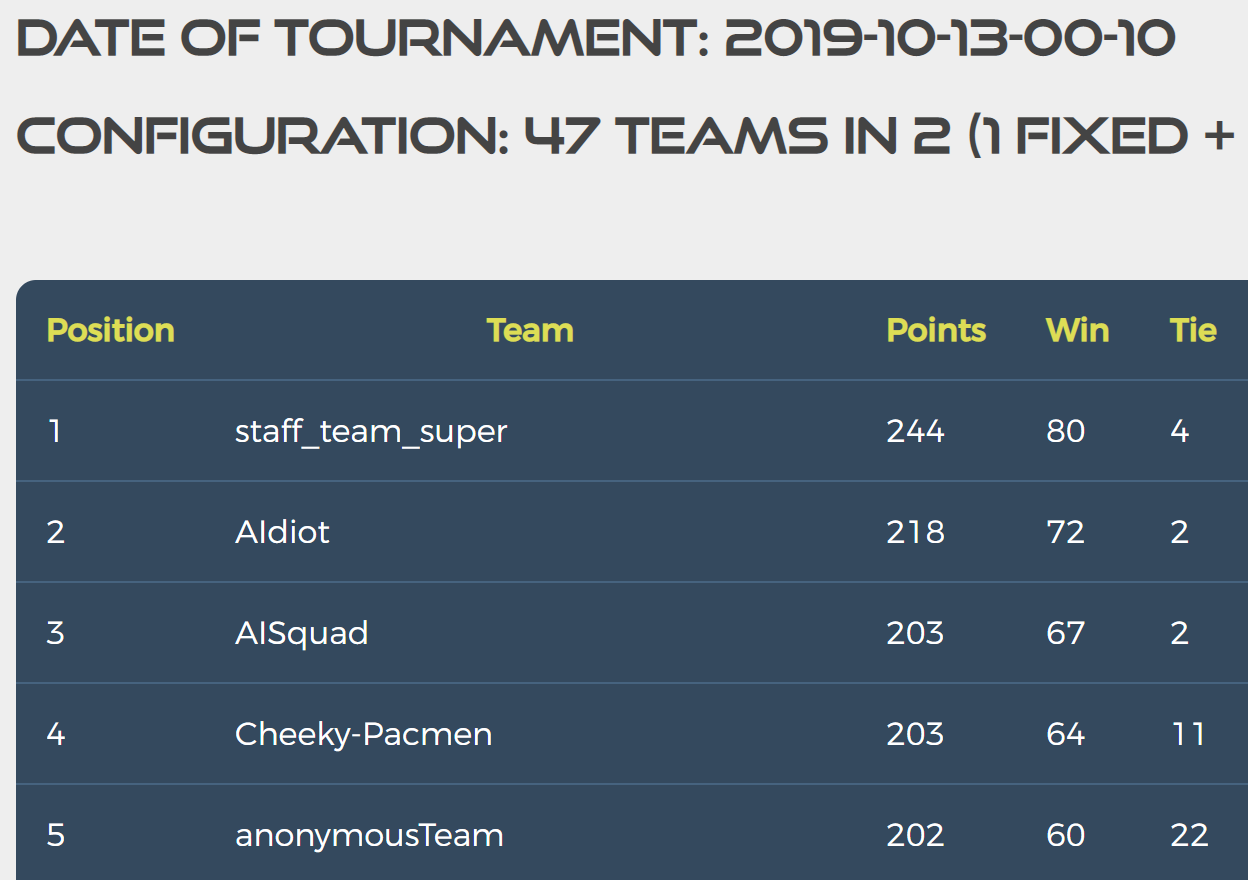 DATE OF TOURNAMENT: 2019-10-13-00-10
CONFIGURATION: 47 TEAMS IN 2 (1 FIXED +
Position Team Points Win Tie
1 staff_team_super 244 80 4
2 AIdiot 218 72 2
3 AISquad 203 67 2
4 Cheeky-Pacmen 203 64 11
5 anonymousTeam 202 60 22